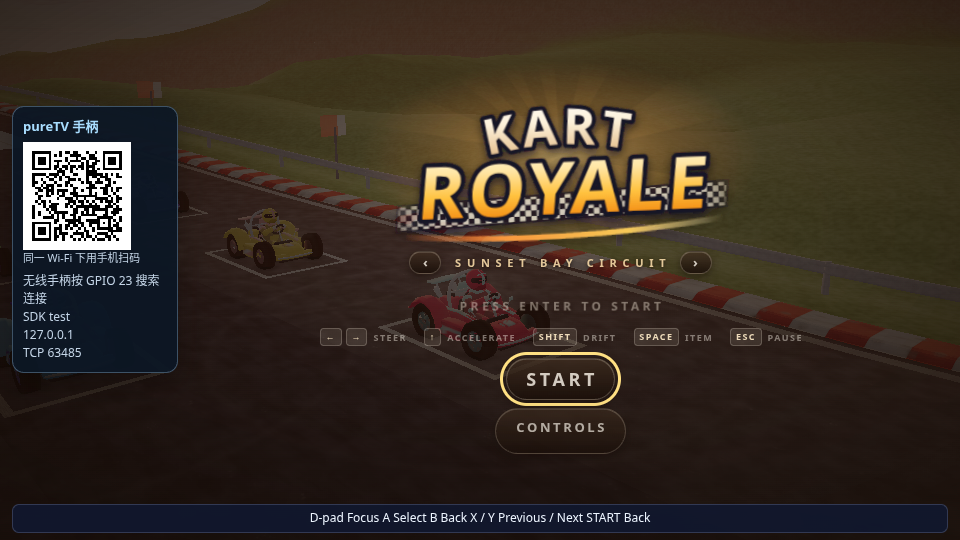 pureTV 手柄
同一 Wi-Fi 下用手机扫码
无线手柄按 GPIO 23 搜索
连接
SDK test
127.0.0.1
TCP 63485
KART
ROYALE
‹ SUNSET BAY CIRCUIT ›
PRESS ENTER TO START
← → STEER ↑ ACCELERATE SHIFT DRIFT SPACE ITEM ESC PAUSE
START
CONTROLS
D-pad Focus A Select B Back X / Y Previous / Next START Back